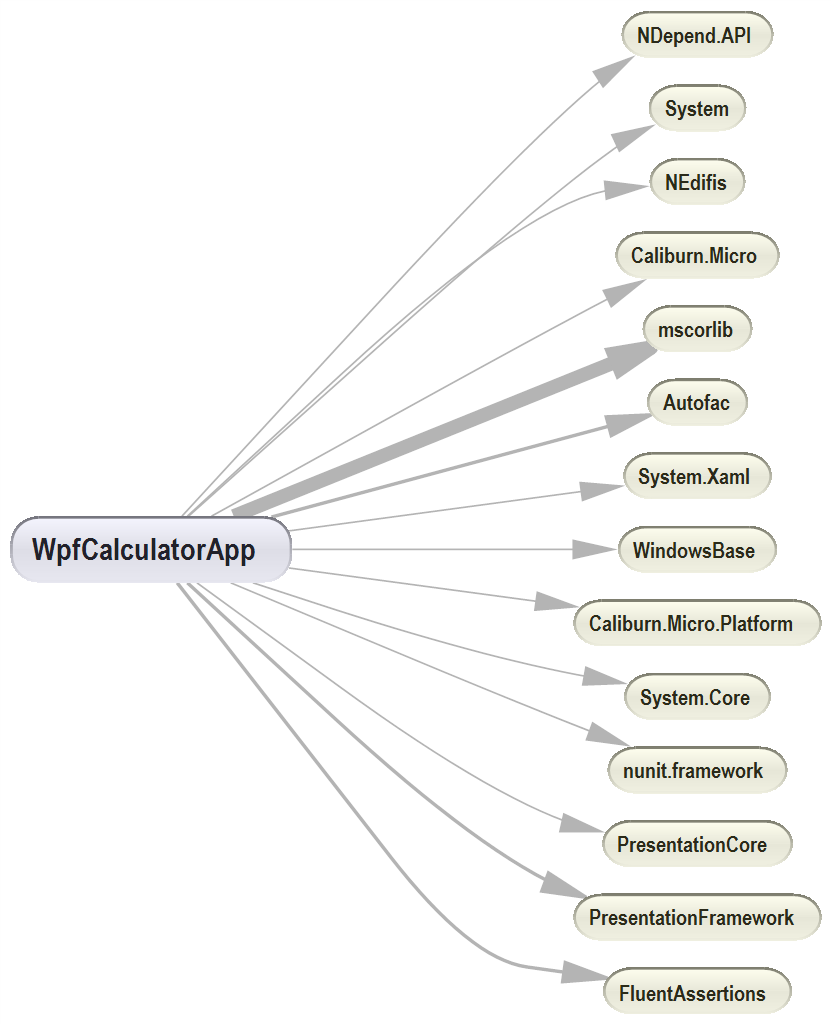 NDepend.API
System
NEdifis
Caliburn.Micro
mscorlib
Autofac
System.Xaml
WpfCalculatorApp
WindowsBase
Caliburn.Micro.Platform
System.Core
nunit.framework
PresentationCore
PresentationFramework
FluentAssertions